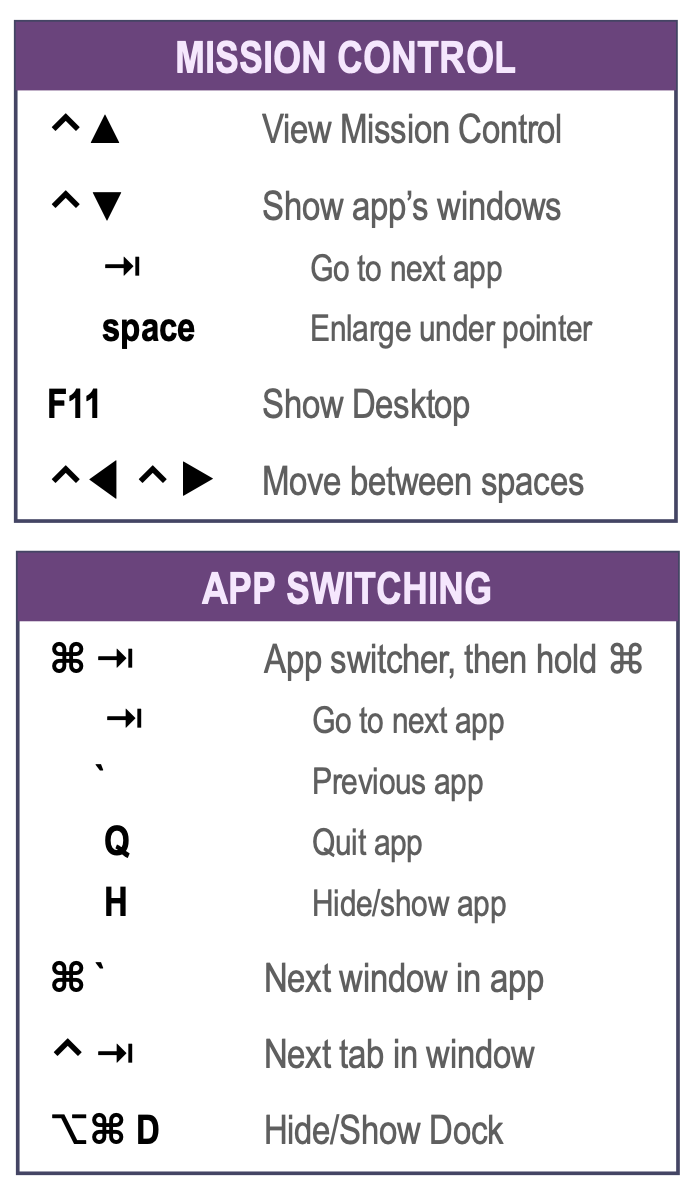 MISSION CONTROL
^ ▲ View Mission Control
^ ▼ Show app’s windows
⇥ Go to next app
space Enlarge under pointer
F11 Show Desktop
^ ◀ ^ ▶ Move between spaces
APP SWITCHING
⌘ ⇥ App switcher, then hold ⌘
⇥ Go to next app
` Previous app
Q Quit app
H Hide/show app
⌘ ` Next window in app
^ ⇥ Next tab in window
⌥⌘ D Hide/Show Dock